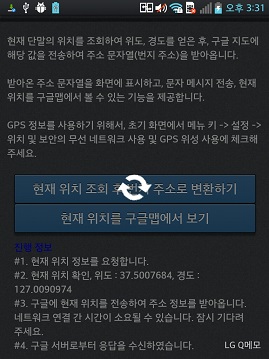 오후 3:31
현재 단말의 위치를 조회하여 위도, 경도를 얻은 후, 구글 지도에
해당 값을 전송하여 주소 문자열(번지 주소)을 받아옵니다.
받아온 주소 문자열을 화면에 표시하고, 문자 메시지 전송, 현재
위치를 구글맵에서 볼 수 있는 기능을 제공합니다.
GPS 정보를 사용하기 위해서, 초기 화면에서 메뉴 키 -> 설정 ->
위치 및 보안의 무선 네트워크 사용 및 GPS 위성 사용에 체크해
주세요.
현재 위치 조회 후, 주소로 변환하기
현재 위치를 구글맵에서 보기
진행 정보
#1. 현재 위치 정보를 요청합니다.
#2. 현재 위치 확인, 위도 : 37.5007684, 경도 :
127.0090974
#3. 구글에 현재 위치를 전송하여 주소 정보를 받아옵니다.
네트워크 연결 간 시간이 소요될 수 있습니다. 잠시 기다려
주세요.
#4. 구글 서버로부터 응답을 수신하였습니다.
LG Q메모